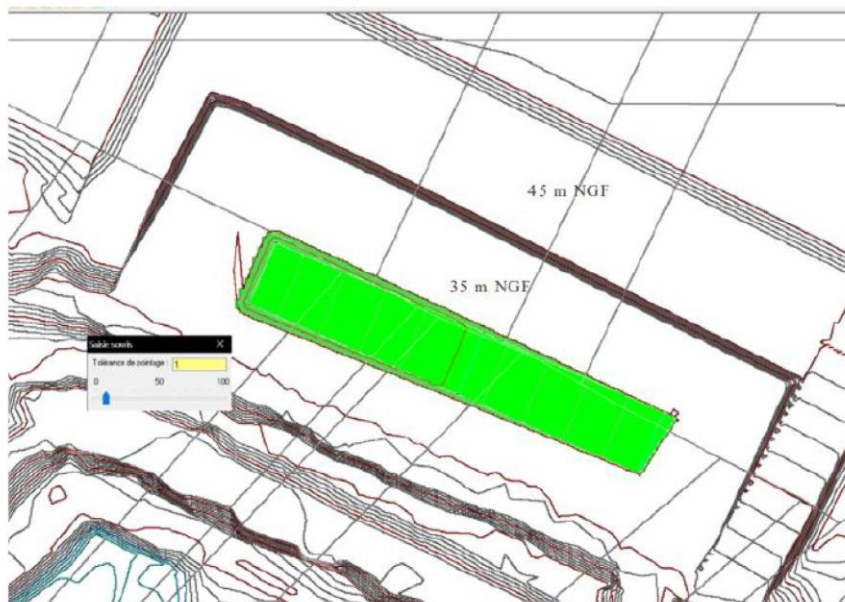 45 m NGF
35 m NGF
Saisie souris X
Tolérance de pointage : 1
0 50 100